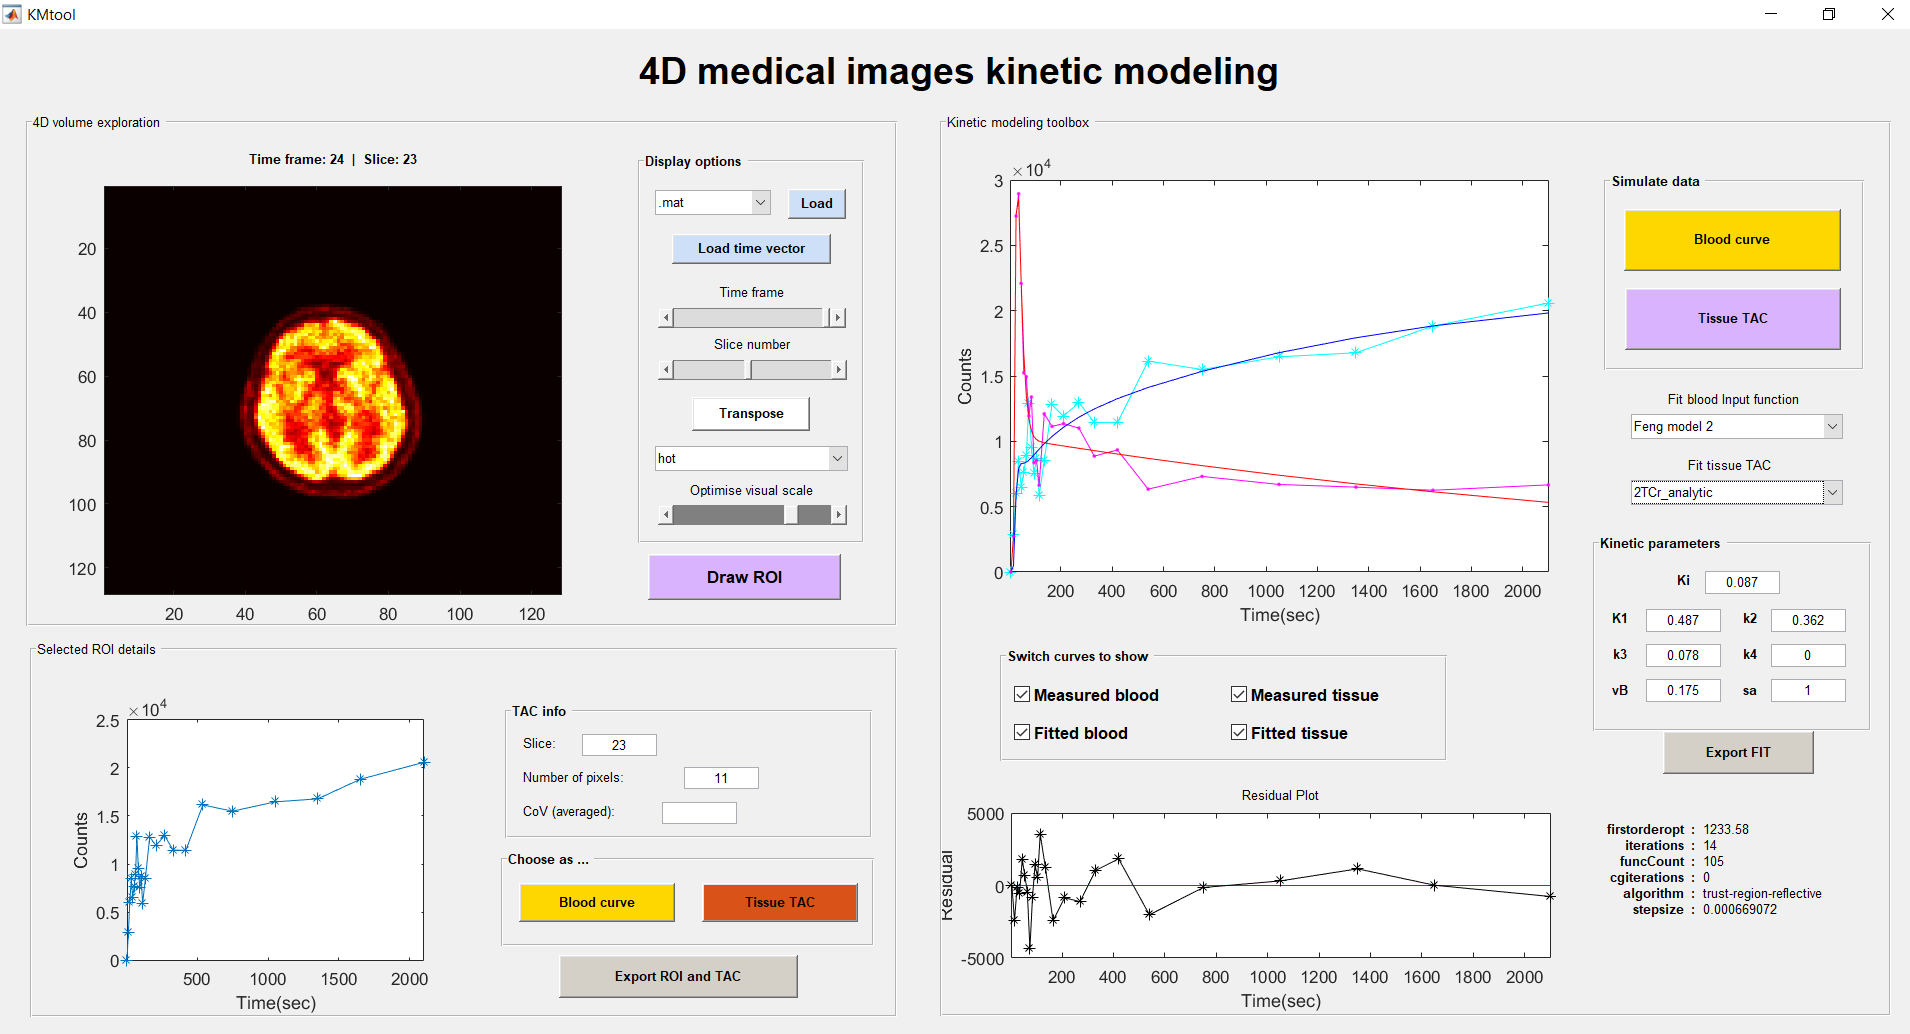 KMtool
4D medical images kinetic modeling
4D volume exploration
Time frame: 24 | Slice: 23
20
40
60
80
100
120
20 40 60 80 100 120
Display options
.mat
Load
Load time vector
Time frame
Slice number
Transpose
hot
Optimise visual scale
Draw ROI
Selected ROI details
×10^4
2.5
2
1.5
1
0.5
0
Counts
500 1000 1500 2000
Time(sec)
TAC info
Slice: 23
Number of pixels: 11
CoV (averaged):
Choose as ...
Blood curve
Tissue TAC
Export ROI and TAC
Kinetic modeling toolbox
×10^4
3
2.5
2
1.5
1
0.5
0
Counts
200 400 600 800 1000 1200 1400 1600 1800 2000
Time(sec)
Simulate data
Blood curve
Tissue TAC
Fit blood Input function
Feng model 2
Fit tissue TAC
2TCr_analytic
Kinetic parameters
Ki 0.087
K1 0.487 k2 0.362
k3 0.078 k4 0
vB 0.175 sa 1
Export FIT
Switch curves to show
Measured blood Measured tissue
Fitted blood Fitted tissue
Residual Plot
5000
0
-5000
Residual
200 400 600 800 1000 1200 1400 1600 1800 2000
Time(sec)
firstorderopt : 1233.58
iterations : 14
funcCount : 105
cgiterations : 0
algorithm : trust-region-reflective
stepsize : 0.000669072